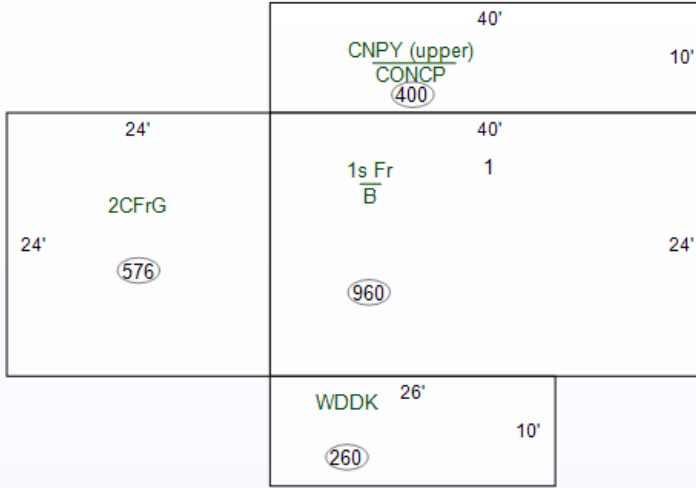 40'
CNPY (upper)
10'
CONCP
400
24'
40'
1s Fr
1
B
2CFrG
24'
24'
576
960
WDDK
26'
10'
260